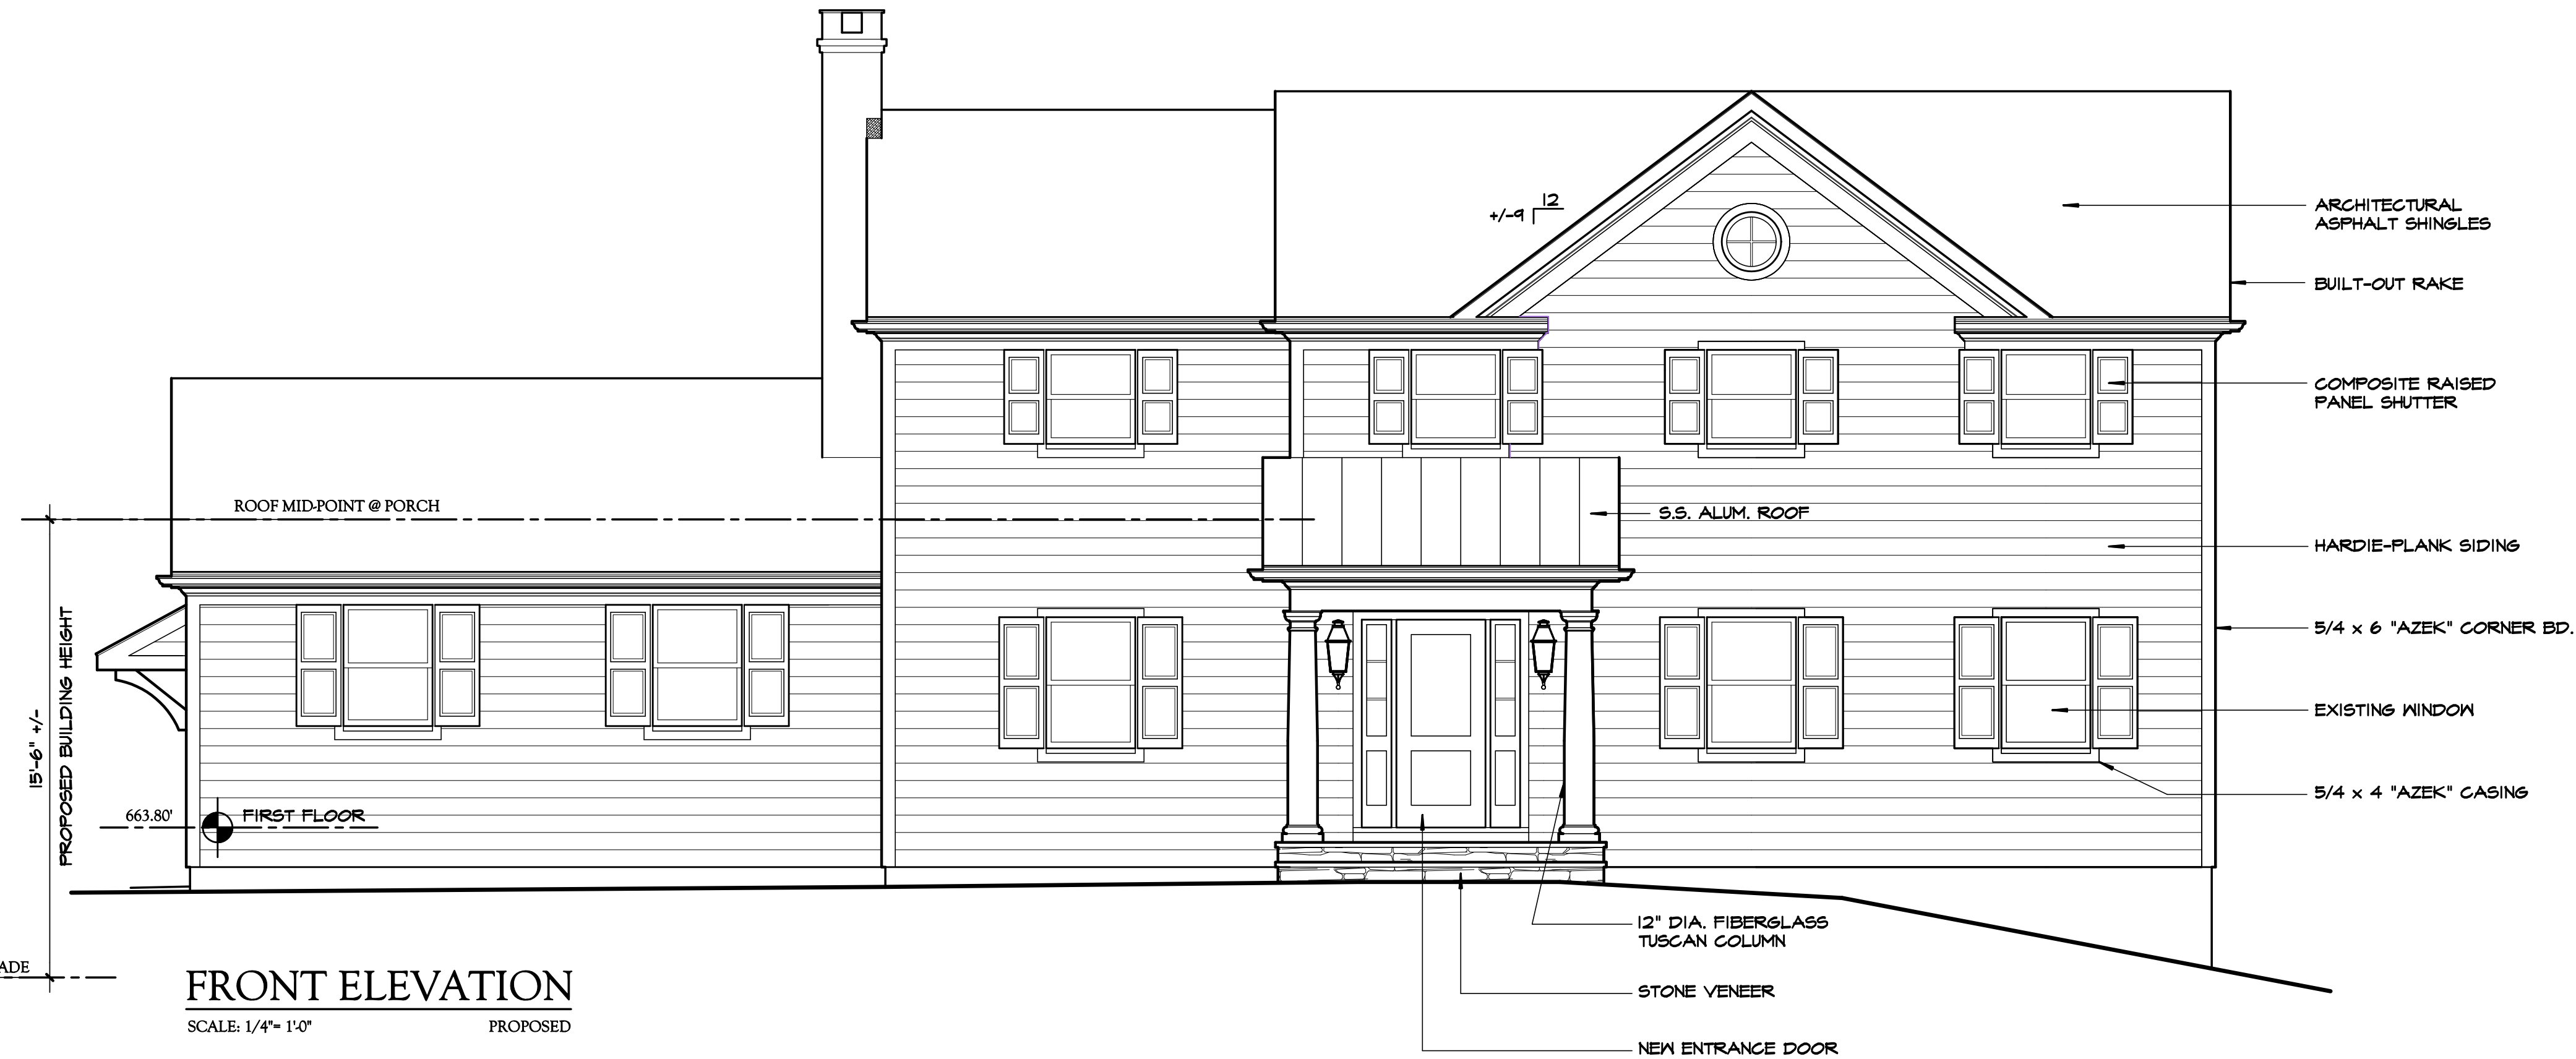 12
+/-9
ARCHITECTURAL
ASPHALT SHINGLES
BUILT-OUT RAKE
COMPOSITE RAISED
PANEL SHUTTER
ROOF MID-POINT @ PORCH
S.S. ALUM. ROOF
HARDIE-PLANK SIDING
5/4 x 6 "AZEK" CORNER BD.
EXISTING WINDOW
5/4 x 4 "AZEK" CASING
15'-6" +/-
PROPOSED BUILDING HEIGHT
663.80'
FIRST FLOOR
12" DIA. FIBERGLASS
TUSCAN COLUMN
STONE VENEER
NEW ENTRANCE DOOR
ADE
FRONT ELEVATION
SCALE: 1/4"= 1'-0"
PROPOSED